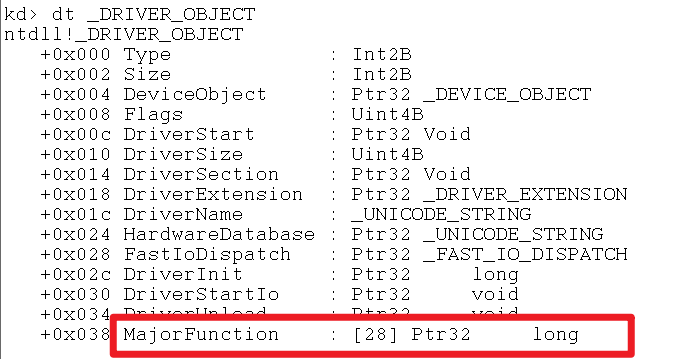 kd> dt _DRIVER_OBJECT
ntdll!_DRIVER_OBJECT
+0x000 Type : Int2B
+0x002 Size : Int2B
+0x004 DeviceObject : Ptr32 _DEVICE_OBJECT
+0x008 Flags : Uint4B
+0x00c DriverStart : Ptr32 Void
+0x010 DriverSize : Uint4B
+0x014 DriverSection : Ptr32 Void
+0x018 DriverExtension : Ptr32 _DRIVER_EXTENSION
+0x01c DriverName : _UNICODE_STRING
+0x024 HardwareDatabase : Ptr32 _UNICODE_STRING
+0x028 FastIoDispatch : Ptr32 _FAST_IO_DISPATCH
+0x02c DriverInit : Ptr32 long
+0x030 DriverStartIo : Ptr32 void
+0x034 DriverUnload : Ptr32 void
+0x038 MajorFunction : [28] Ptr32 long